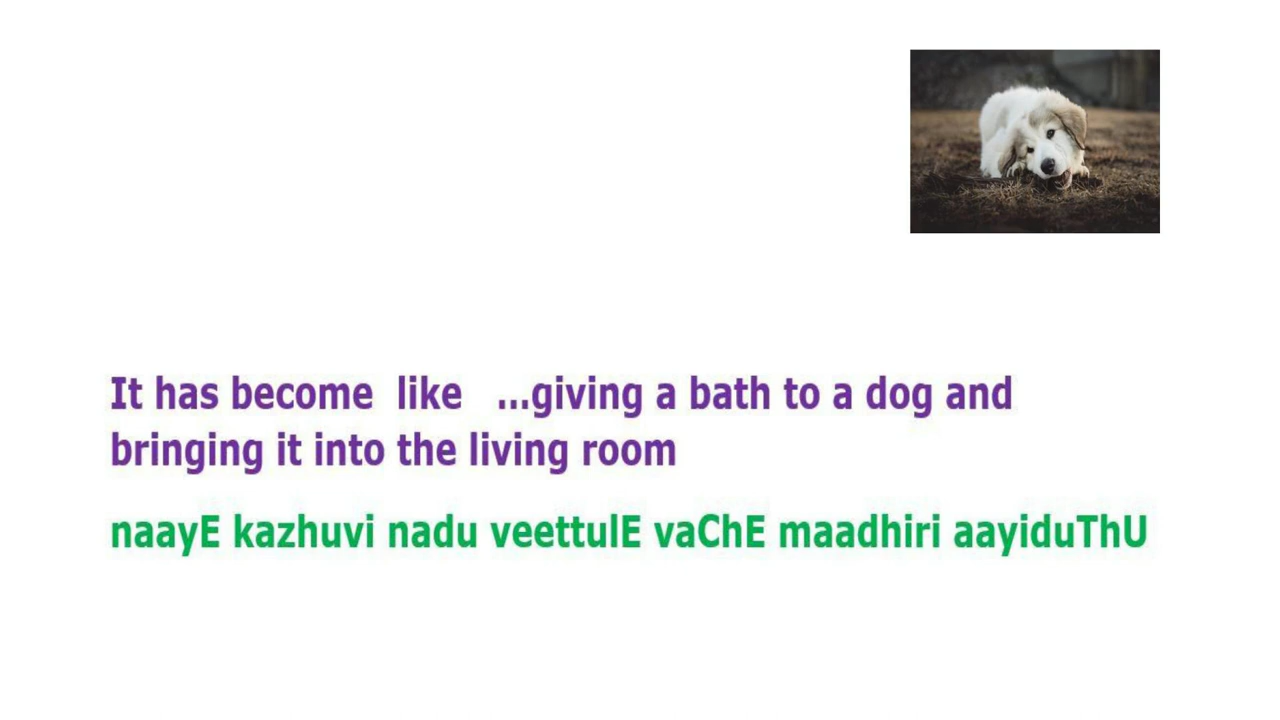 It has become like ...giving a bath to a dog and
bringing it into the living room
naayE kazhuvi nadu veettulE vaChE maadhiri aayiduThU